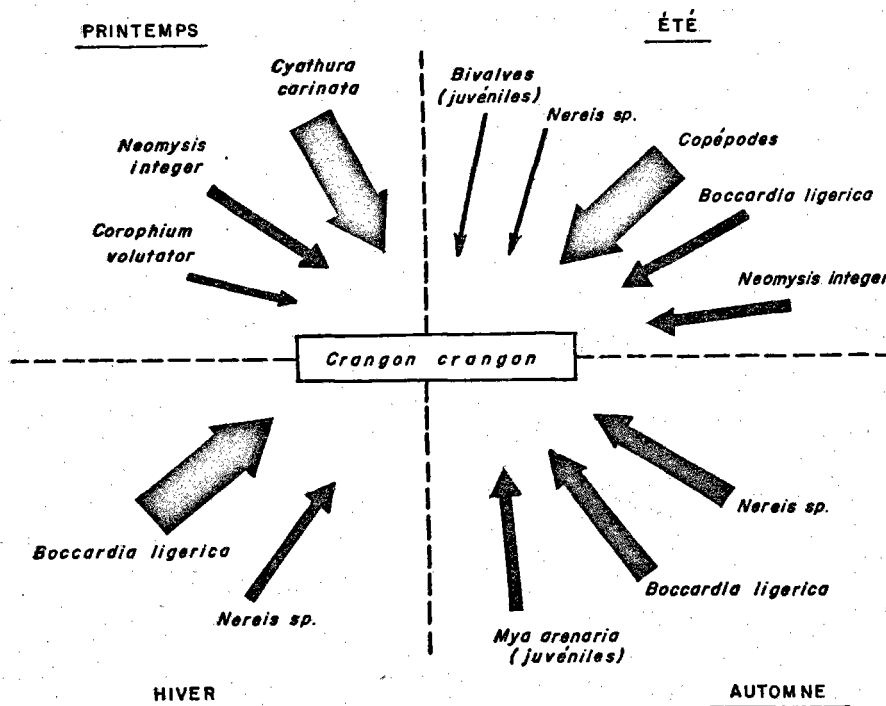 PRINTEMPS
ÉTÉ
Cyathura
carinata
Bivalves
(juvéniles)
Nereis sp.
Neomysis
integer
Copépodes
Boccardia ligerica
Corophium
volutator
Neomysis integer
Crangon crangon
Boccardia ligerica
Nereis sp.
Nereis sp.
Boccardia ligerica
Mya arenaria
(juvéniles)
HIVER
AUTOMNE